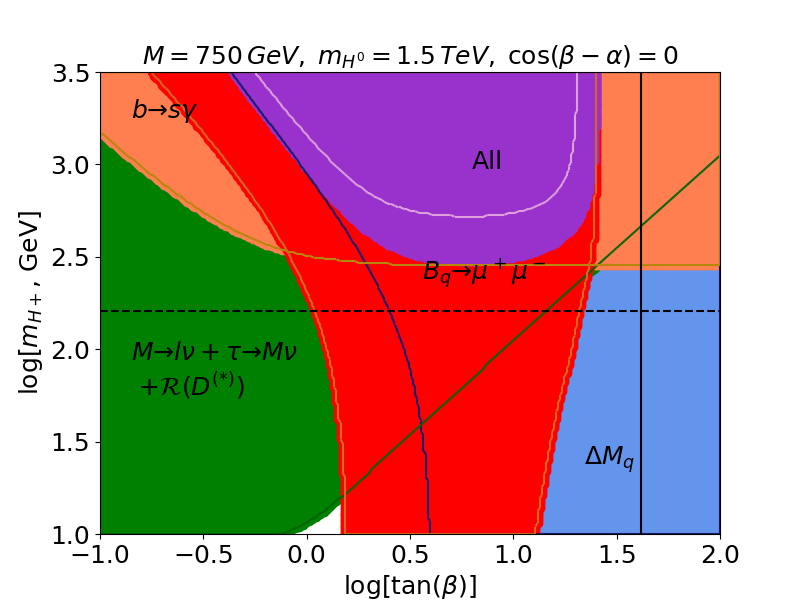 M = 750 GeV, m_{H^0} = 1.5 TeV, cos(β − α) = 0
3.5
b→sγ
All
3.0
2.5
B_q→μ^+μ^−
log[m_{H+}, GeV]
2.0
M→lν + τ→Mν
+ℛ(D^{(*)})
1.5
ΔM_q
1.0
−1.0 −0.5 0.0 0.5 1.0 1.5 2.0
log[tan(β)]